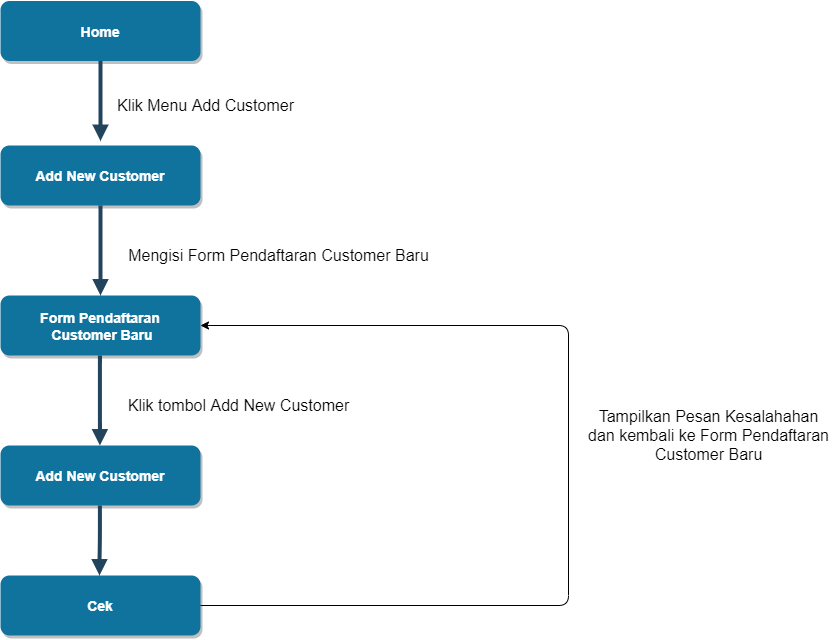 Home
Klik Menu Add Customer
Add New Customer
Mengisi Form Pendaftaran Customer Baru
Form Pendaftaran
Customer Baru
Klik tombol Add New Customer
Tampilkan Pesan Kesalahahan
dan kembali ke Form Pendaftaran
Customer Baru
Add New Customer
Cek